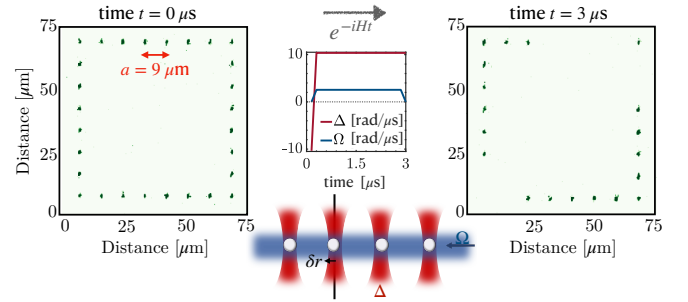 time t = 0 μs
75
50
25
0
0
25
50
75
Distance [μm]
Distance [μm]
a = 9 μm
e^{-iHt}
10
0
-10
0
1.5
3
Δ [rad/μs]
Ω [rad/μs]
time [μs]
δr
Δ
Ω
time t = 3 μs
75
50
25
0
0
25
50
75
Distance [μm]